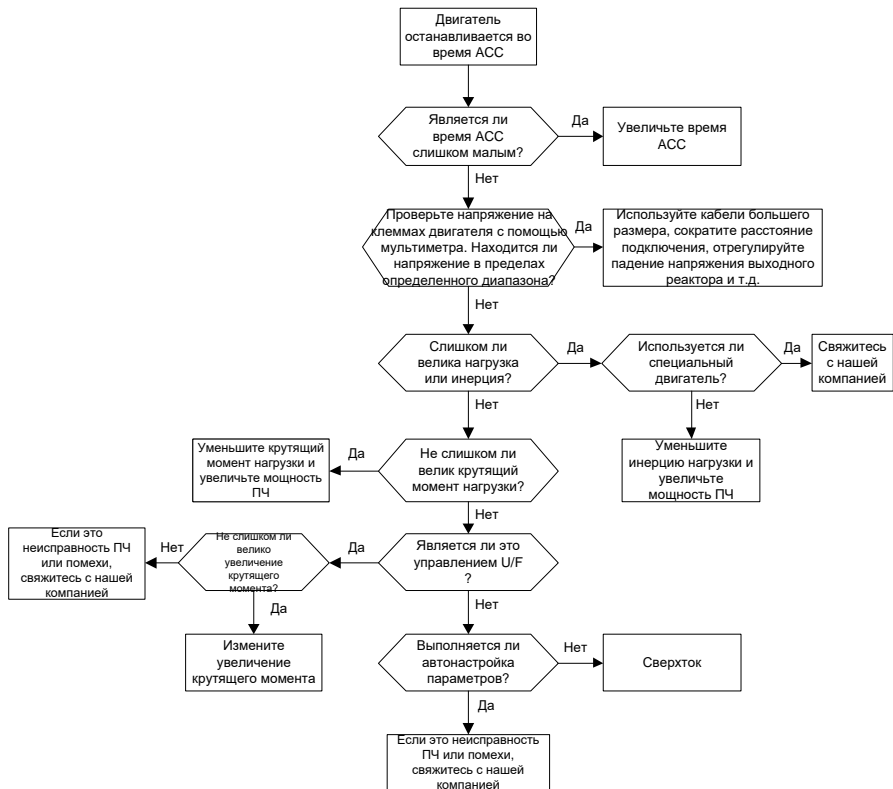 Двигатель
останавливается во
время ACC
Является ли
время ACC
слишком малым?
Да
Увеличьте время
ACC
Нет
Проверьте напряжение на
клеммах двигателя с помощью
мультиметра. Находится ли
напряжение в пределах
определенного диапазона?
Да
Используйте кабели большего
размера, сократите расстояние
подключения, отрегулируйте
падение напряжения выходного
реактора и т.д.
Нет
Слишком ли
велика нагрузка
или инерция?
Да
Используется ли
специальный
двигатель?
Да
Свяжитесь
с нашей
компанией
Нет
Нет
Уменьшите
инерцию нагрузки и
увеличьте
мощность ПЧ
Уменьшите крутящий
момент нагрузки и
увеличьте мощность
ПЧ
Да
Не слишком ли
велик крутящий
момент нагрузки?
Нет
Если это
неисправность ПЧ
или помехи,
свяжитесь с нашей
компанией
Нет
Не слишком ли
велико
увеличение
крутящего
момента?
Да
Является ли это
управлением U/F
?
Да
Нет
Измените
увеличение
крутящего момента
Выполняется ли
автонастройка
параметров?
Нет
Сверхток
Да
Если это неисправность
ПЧ или помехи,
свяжитесь с нашей
компанией